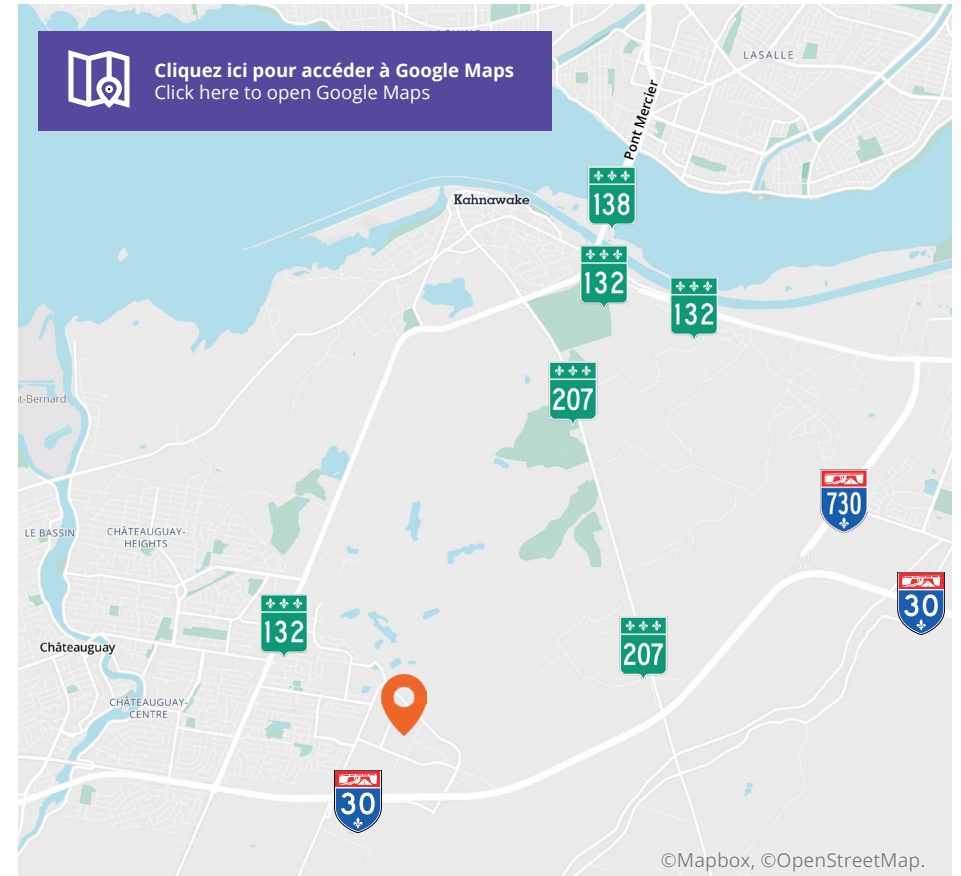 LASALLE
Cliquez ici pour accéder à Google Maps
Click here to open Google Maps
Pont Mercier
138
Kahnawake
132
132
207
t-Bernard
730
LE BASSIN
CHÂTEAUGUAY-
HEIGHTS
30
132
207
Châteauguay
CHÂTEAUGUAY-
CENTRE
30
©Mapbox, ©OpenStreetMap.